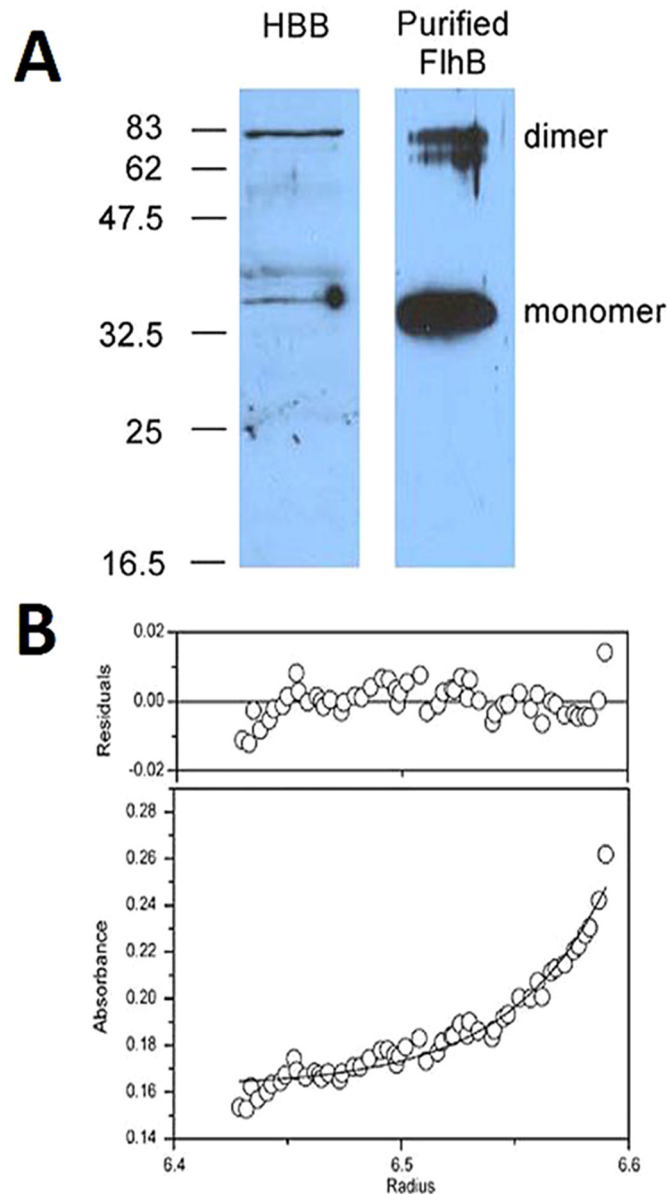 A
HBB
Purified
FlhB
83
62
47.5
32.5
25
16.5
dimer
monomer
B
0.02
0.00
-0.02
Residuals
0.28
0.26
0.24
0.22
0.20
0.18
0.16
0.14
Absorbance
6.4
6.5
6.6
Radius